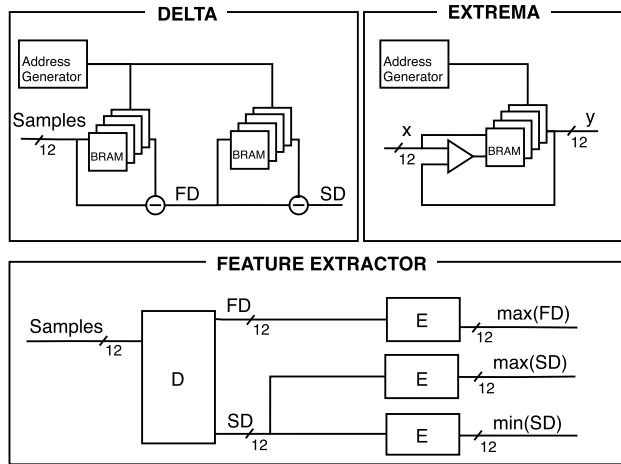 DELTA
Address
Generator
Samples
12
BRAM
FD
BRAM
SD
EXTREMA
Address
Generator
x
12
BRAM
y
12
FEATURE EXTRACTOR
Samples
12
D
FD
12
E
max(FD)
12
E
max(SD)
12
SD
12
E
min(SD)
12